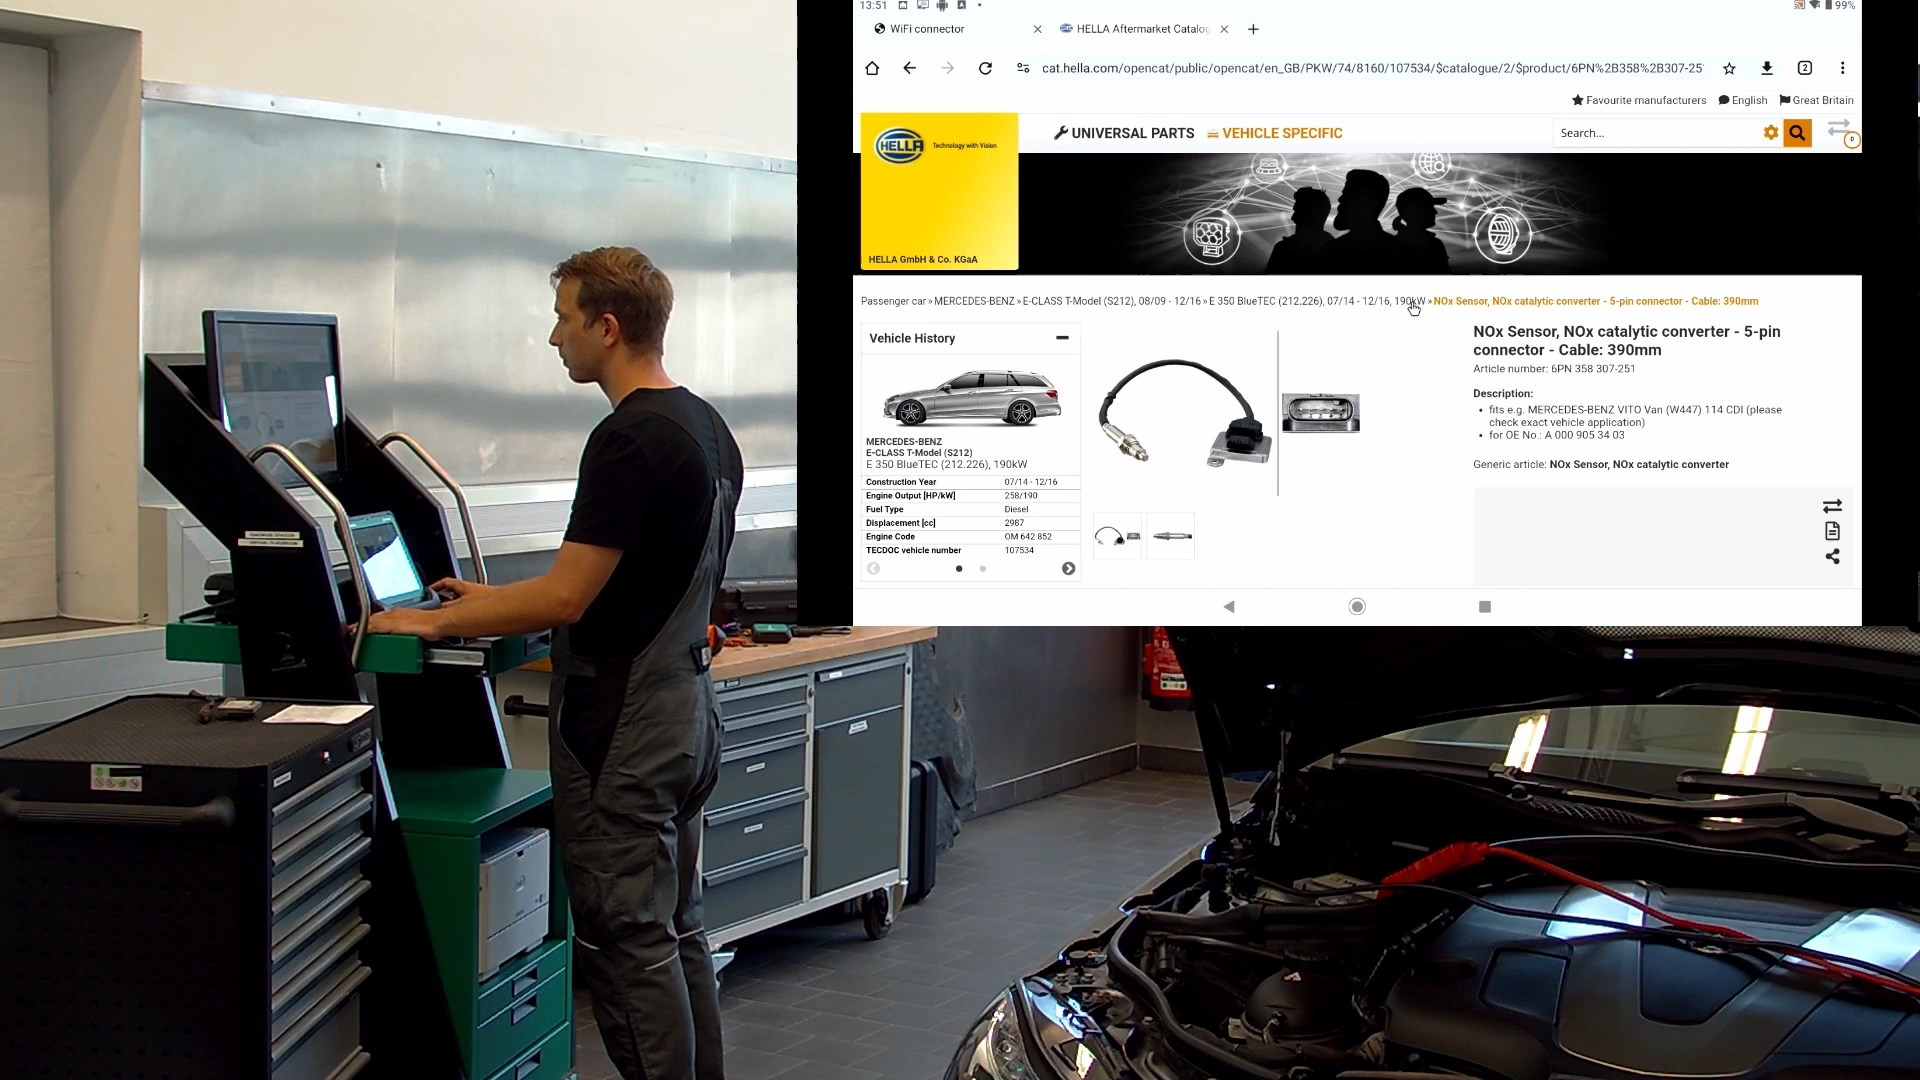 13:51
99%
WiFi connector
HELLA Aftermarket Catalog
cat.hella.com/opencat/public/opencat/en_GB/PKW/74/8160/107534/$catalogue/2/$product/6PN%2B358%2B307-25
2
Favourite manufacturers English Great Britain
HELLA Technology with Vision
HELLA GmbH & Co. KGaA
UNIVERSAL PARTS VEHICLE SPECIFIC
Search...
0
Passenger car » MERCEDES-BENZ » E-CLASS T-Model (S212), 08/09 - 12/16 » E 350 BlueTEC (212.226), 07/14 - 12/16, 190kW » NOx Sensor, NOx catalytic converter - 5-pin connector - Cable: 390mm
Vehicle History
MERCEDES-BENZ
E-CLASS T-Model (S212)
E 350 BlueTEC (212.226), 190kW
Construction Year 07/14 - 12/16
Engine Output [HP/kW] 258/190
Fuel Type Diesel
Displacement [cc] 2987
Engine Code OM 642 852
TECDOC vehicle number 107534
NOx Sensor, NOx catalytic converter - 5-pin
connector - Cable: 390mm
Article number: 6PN 358 307-251
Description:
• fits e.g. MERCEDES-BENZ VITO Van (W447) 114 CDI (please
check exact vehicle application)
• for OE No.: A 000 905 34 03
Generic article: NOx Sensor, NOx catalytic converter